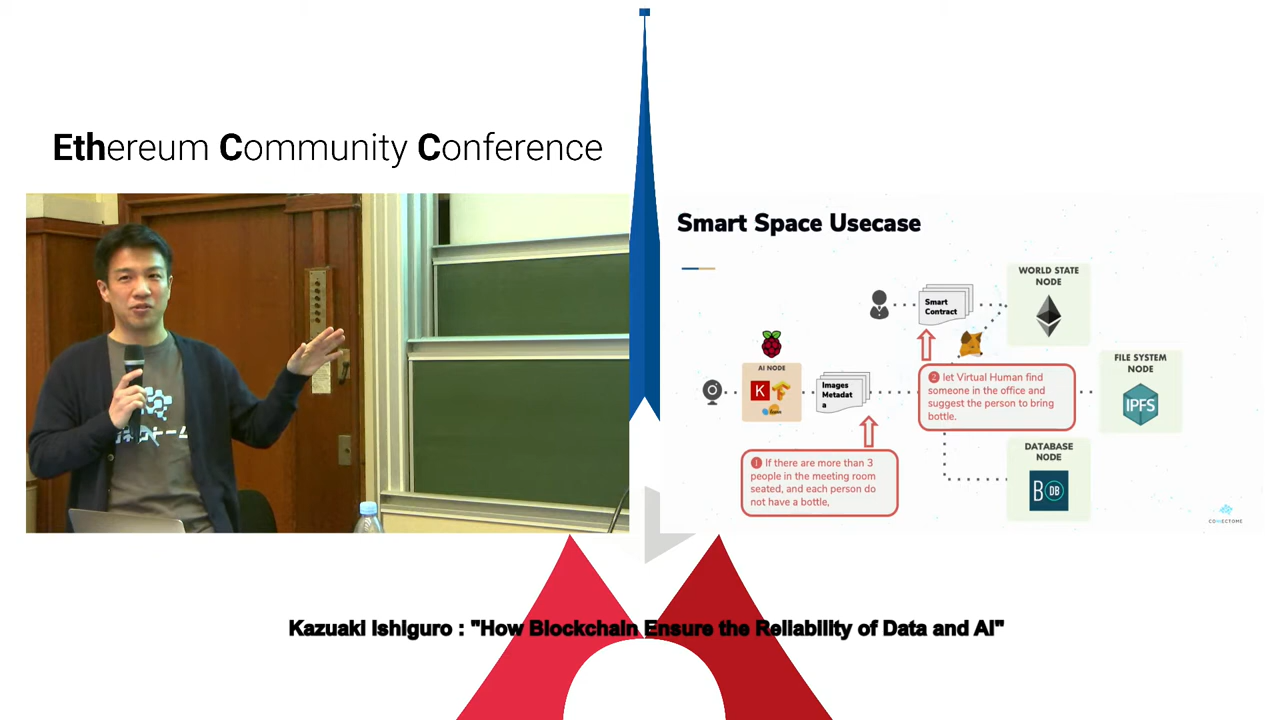 Ethereum Community Conference
Smart Space Usecase
WORLD STATE
NODE
Smart
Contract
FILE SYSTEM
NODE
AI NODE
K
Images
Metadat
a
2 let Virtual Human find
someone in the office and
suggest the person to bring
bottle.
IPFS
DATABASE
NODE
B DB
1 If there are more than 3
people in the meeting room
seated, and each person do
not have a bottle,
CONNECTOME
Kazuaki Ishiguro : "How Blockchain Ensure the Reliability of Data and AI"